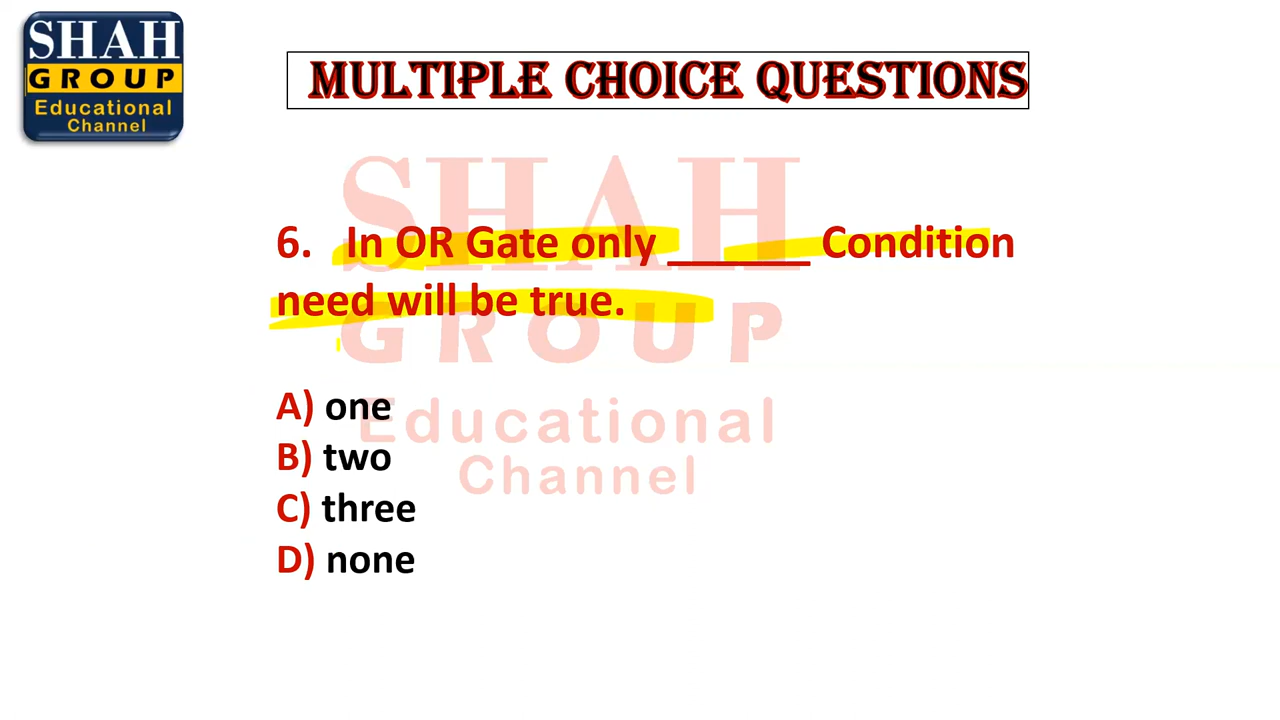 SHAH
GROUP
Educational
Channel
MULTIPLE CHOICE QUESTIONS
SHAH
GROUP
Educational
Channel
6. In OR Gate only ______ Condition
need will be true.
A) one
B) two
C) three
D) none